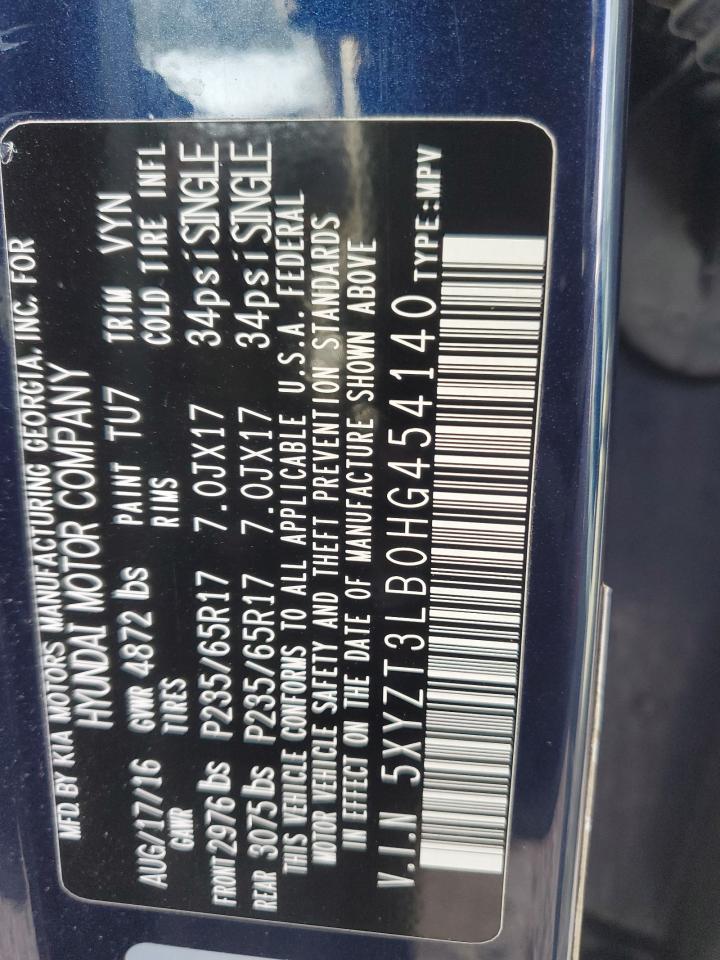 MFD. BY KIA MOTORS MANUFACTURING GEORGIA. INC. FOR
HYUNDAI MOTOR COMPANY
AUG/17/16 GVWR 4872 lbs PAINT TU7 TRIM VYN
GAWR TIRES RIMS COLD TIRE INFL
FRONT 2976 lbs P235/65R17 7.0JX17 34psi SINGLE
REAR 3075 lbs P235/65R17 7.0JX17 34psi SINGLE
THIS VEHICLE CONFORMS TO ALL APPLICABLE U.S.A. FEDERAL
MOTOR VEHICLE SAFETY AND THEFT PREVENTION STANDARDS
IN EFFECT ON THE DATE OF MANUFACTURE SHOWN ABOVE
V.I.N 5XYZT3LB0HG454140 TYPE:MPV